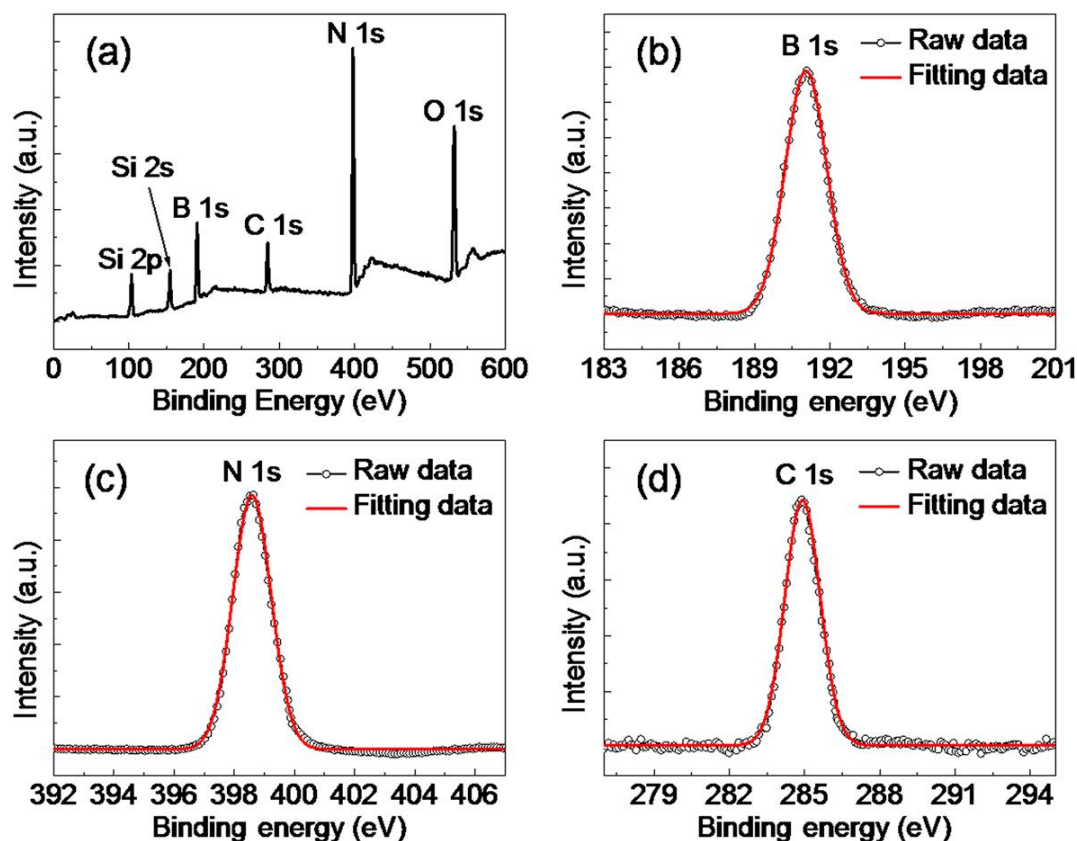 (a)
N 1s
O 1s
Si 2s
B 1s
C 1s
Si 2p
Intensity (a.u.)
0 100 200 300 400 500 600
Binding Energy (eV)
(b)
B 1s
Raw data
Fitting data
Intensity (a.u.)
183 186 189 192 195 198 201
Binding energy (eV)
(c)
N 1s
Raw data
Fitting data
Intensity (a.u.)
392 394 396 398 400 402 404 406
Binding energy (eV)
(d)
C 1s
Raw data
Fitting data
Intensity (a.u.)
279 282 285 288 291 294
Binding energy (eV)